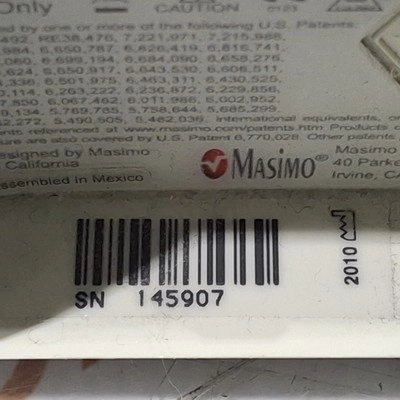 Only CAUTION 0123
by one or more of the following U.S. Patents:
RE38,476, 7,221,971, 7,215,986,
6,850,787, 6,826,419, 6,816,741,
6,699,194, 6,684,090, 6,658,276,
6,650,917, 6,643,530, 6,606,511,
6,501,975, 6,463,311, 6,430,525,
6,263,222, 6,236,872, 6,229,856,
6,067,462, 6,011,986, 6,002,952,
5,769,785, 5,758,644, 5,685,299,
5,490,505, 5,482,036, International equivalents, or
referenced at www.masimo.com/patents.htm Products
are also covered by U.S. Patent 6,770,028. Other patents
designed by Masimo
California
Assembled in Mexico
MASIMO®
Masimo
40 Parke
Irvine, CA
SN 145907
2010